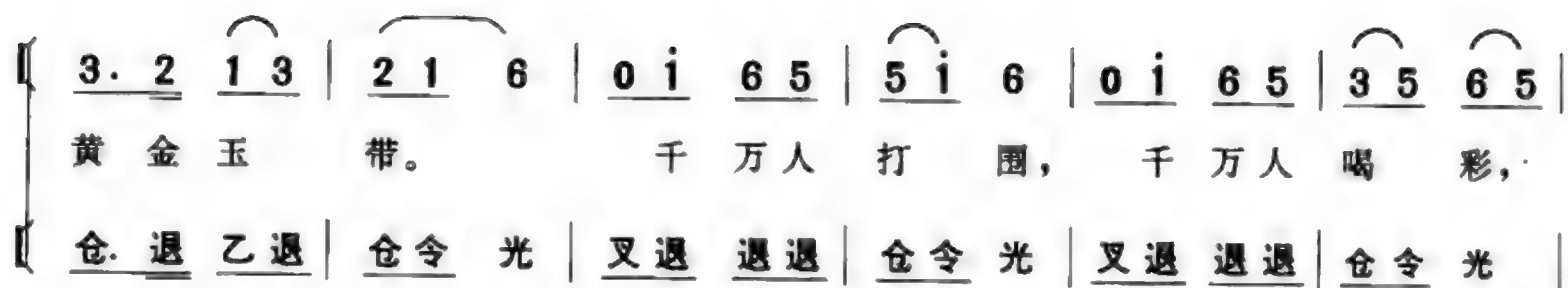 3. 2 1 3 | 2 1 6 | 0 i 6 5 | 5 i 6 | 0 i 6 5 | 3 5 6 5 |
黄 金 玉 带。 千 万 人 打 围， 千 万 人 喝 彩，
仓. 退 乙 退 | 仓 令 光 | 叉 退 退 退 | 仓 令 光 | 叉 退 退 退 | 仓 令 光 |